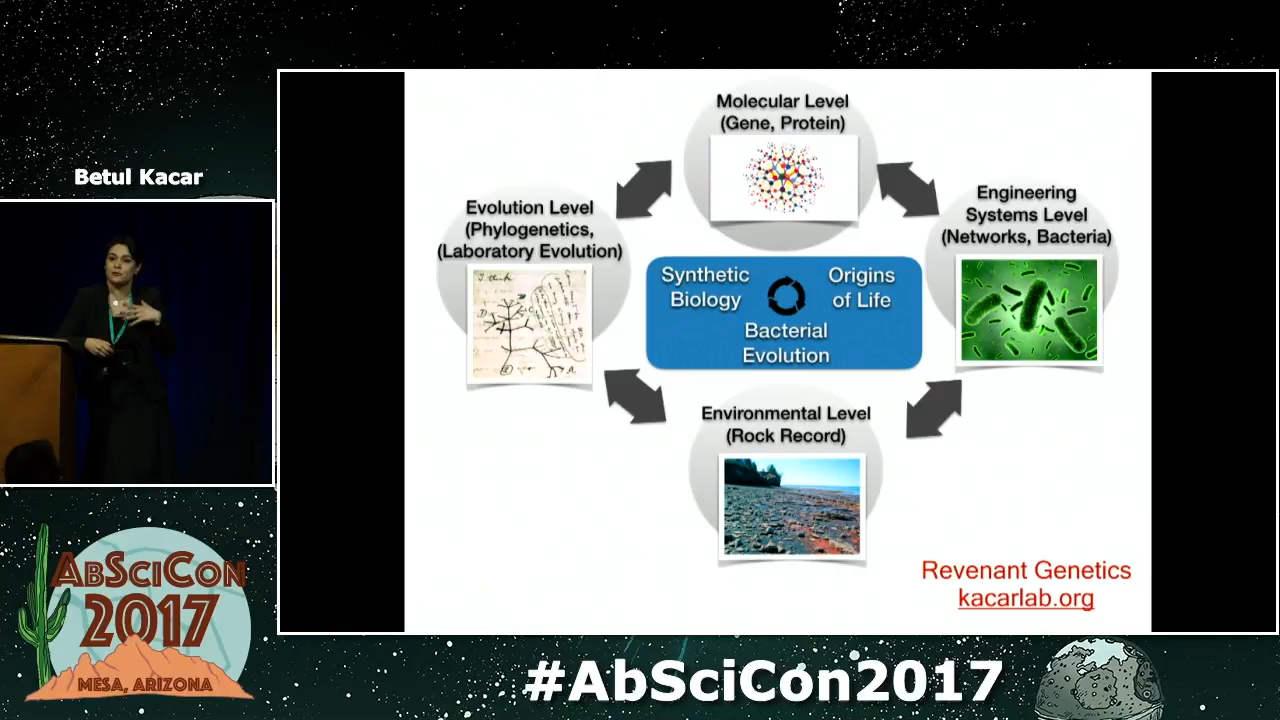 Betul Kacar
Molecular Level
(Gene, Protein)
Evolution Level
(Phylogenetics,
(Laboratory Evolution)
I think
Engineering
Systems Level
(Networks, Bacteria)
Synthetic
Biology
Origins
of Life
Bacterial
Evolution
Environmental Level
(Rock Record)
Revenant Genetics
kacarlab.org
AbSciCon
2017
MESA, ARIZONA
#AbSciCon2017